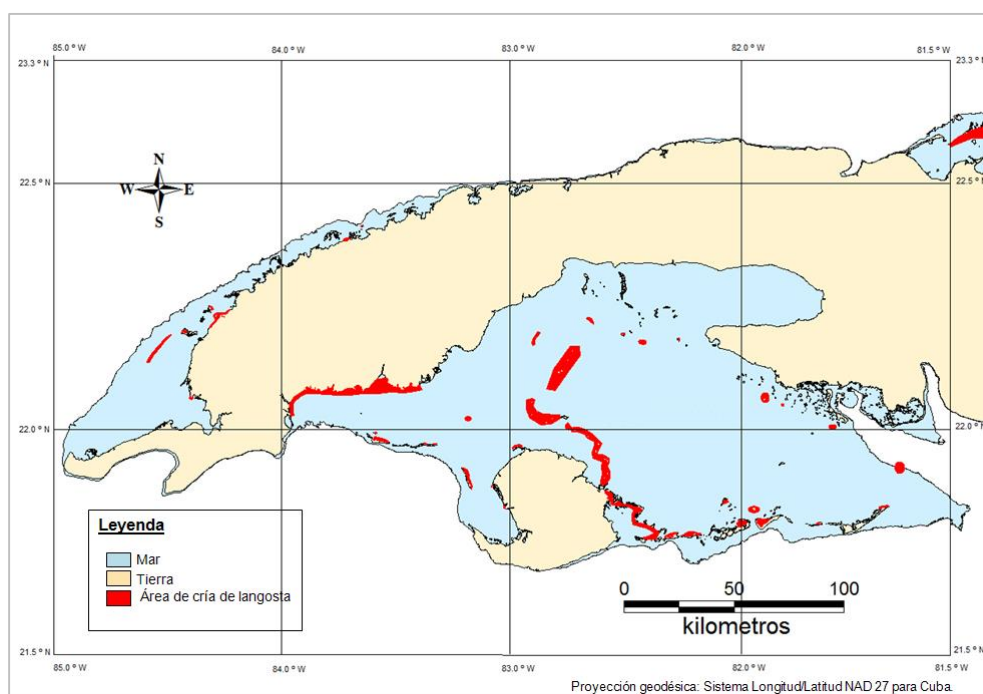 85.0 º W 84.0 º W 83.0 º W 82.0 º W 81.5 º W
23.3 º N 23.3 º N
N
W E
S
22.5 º N 22.5 º N
22.0 º N 22.0 º N
Leyenda
Mar
Tierra
Área de cría de langosta
0 50 100
kilometros
21.5 º N 21.5 º N
85.0 º W 84.0 º W 83.0 º W 82.0 º W 81.5 º W
Proyección geodésica: Sistema Longitud/Latitud NAD 27 para Cuba.